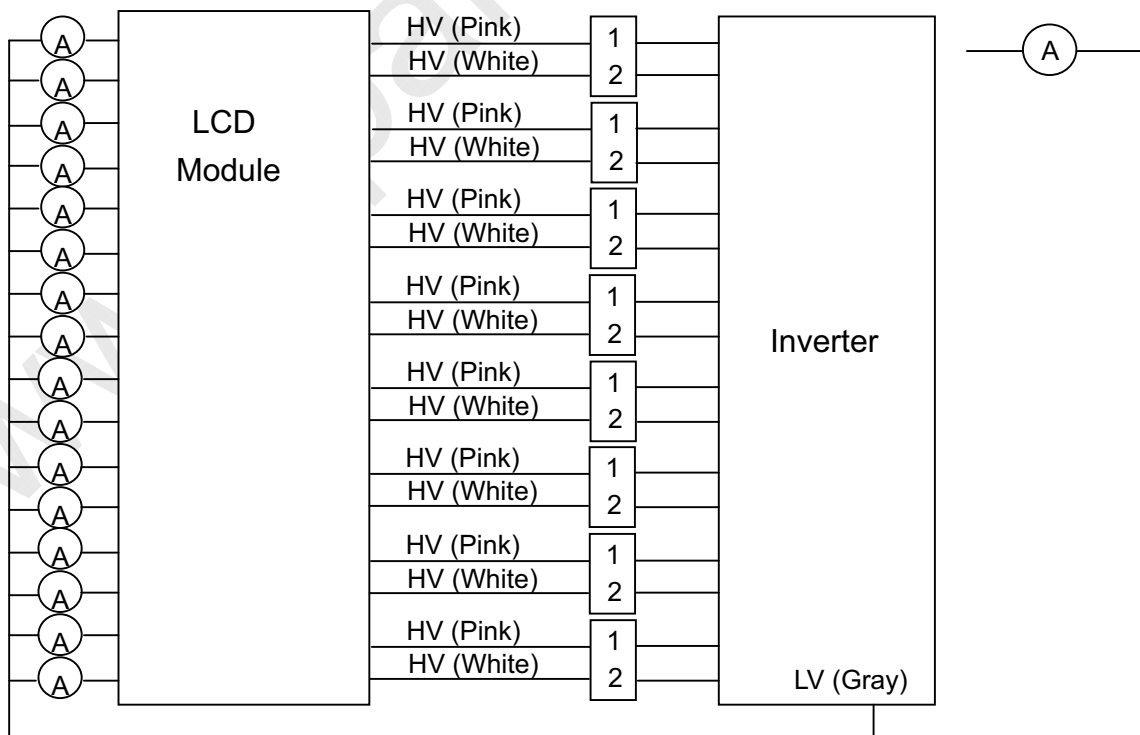 A HV (Pink) 1 A
HV (White)
A 2
A LCD HV (Pink) 1
Module HV (White)
A 2
A HV (Pink) 1
HV (White)
A 2
A HV (Pink) 1
A HV (White) 2 Inverter
A HV (Pink) 1
A HV (White) 2
A HV (Pink) 1
A HV (White) 2
A HV (Pink) 1
A HV (White) 2
A HV (Pink) 1
A HV (White) 2 LV (Gray)